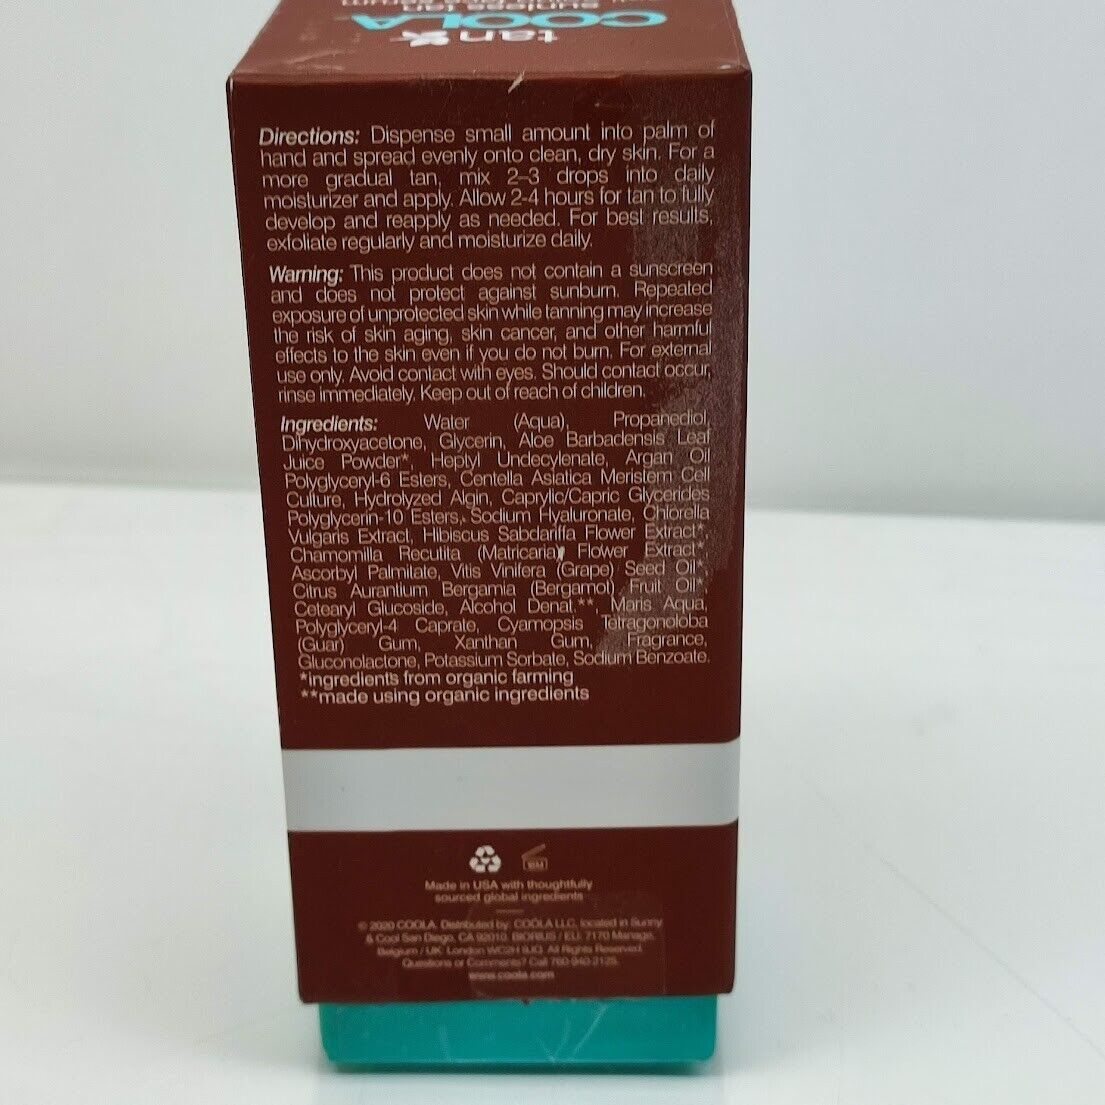 tan
COOLA
sunless tan
Directions: Dispense small amount into palm of
hand and spread evenly onto clean, dry skin. For a
more gradual tan, mix 2–3 drops into daily
moisturizer and apply. Allow 2-4 hours for tan to fully
develop and reapply as needed. For best results,
exfoliate regularly and moisturize daily.
Warning: This product does not contain a sunscreen
and does not protect against sunburn. Repeated
exposure of unprotected skin while tanning may increase
the risk of skin aging, skin cancer, and other harmful
effects to the skin even if you do not burn. For external
use only. Avoid contact with eyes. Should contact occur,
rinse immediately. Keep out of reach of children.
Ingredients: Water (Aqua), Propanediol,
Dihydroxyacetone, Glycerin, Aloe Barbadensis Leaf
Juice Powder*, Heptyl Undecylenate, Argan Oil
Polyglyceryl-6 Esters, Centella Asiatica Meristem Cell
Culture, Hydrolyzed Algin, Caprylic/Capric Glycerides
Polyglycerin-10 Esters, Sodium Hyaluronate, Chlorella
Vulgaris Extract, Hibiscus Sabdariffa Flower Extract*,
Chamomilla Recutita (Matricaria) Flower Extract*,
Ascorbyl Palmitate, Vitis Vinifera (Grape) Seed Oil*,
Citrus Aurantium Bergamia (Bergamot) Fruit Oil*,
Cetearyl Glucoside, Alcohol Denat.**, Maris Aqua,
Polyglyceryl-4 Caprate, Cyamopsis Tetragonoloba
(Guar) Gum, Xanthan Gum, Fragrance,
Gluconolactone, Potassium Sorbate, Sodium Benzoate.
*ingredients from organic farming
**made using organic ingredients
Made in USA with thoughtfully
sourced global ingredients
© 2020 COOLA. Distributed by: COOLA LLC, located in Sunny
& Cool San Diego, CA 92010. BIORIUS / EU: 7170 Manage,
Belgium / UK: London WC2H 9JQ. All Rights Reserved.
Questions or Comments? Call 760-940-2125.
www.coola.com